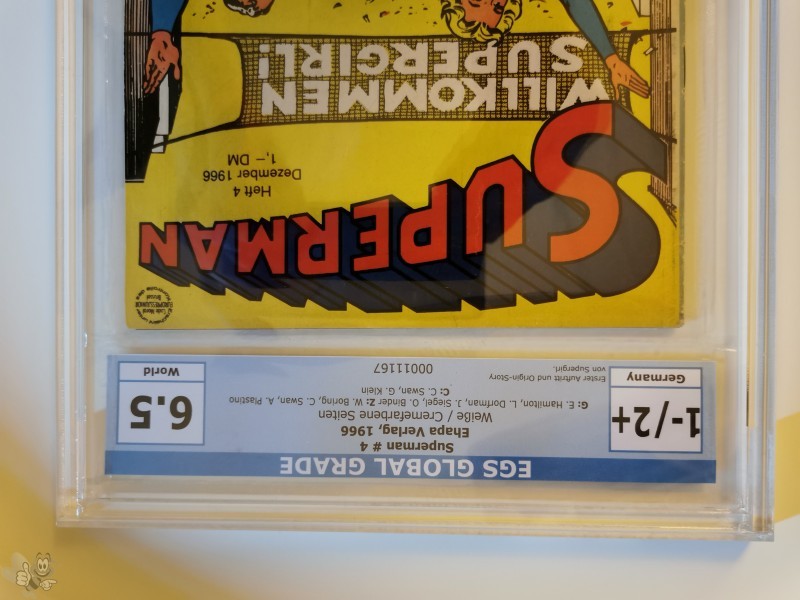 EGS GLOBAL GRADE
1-/2+
Germany
Superman # 4
Ehapa Verlag, 1966
Weiße / Cremefarbene Seiten
G: E. Hamilton, L. Dorfman, J. Siegel, O. Binder Z: W. Boring, C. Swan, A. Plastino
C: C. Swan, G. Klein
Erster Auftritt und Origin-Story
von Supergirl.
00011167
6.5
World
SUPERMAN
Heft 4
Dezember 1966
1,– DM
WILLKOMMEN
SUPERGIRL!